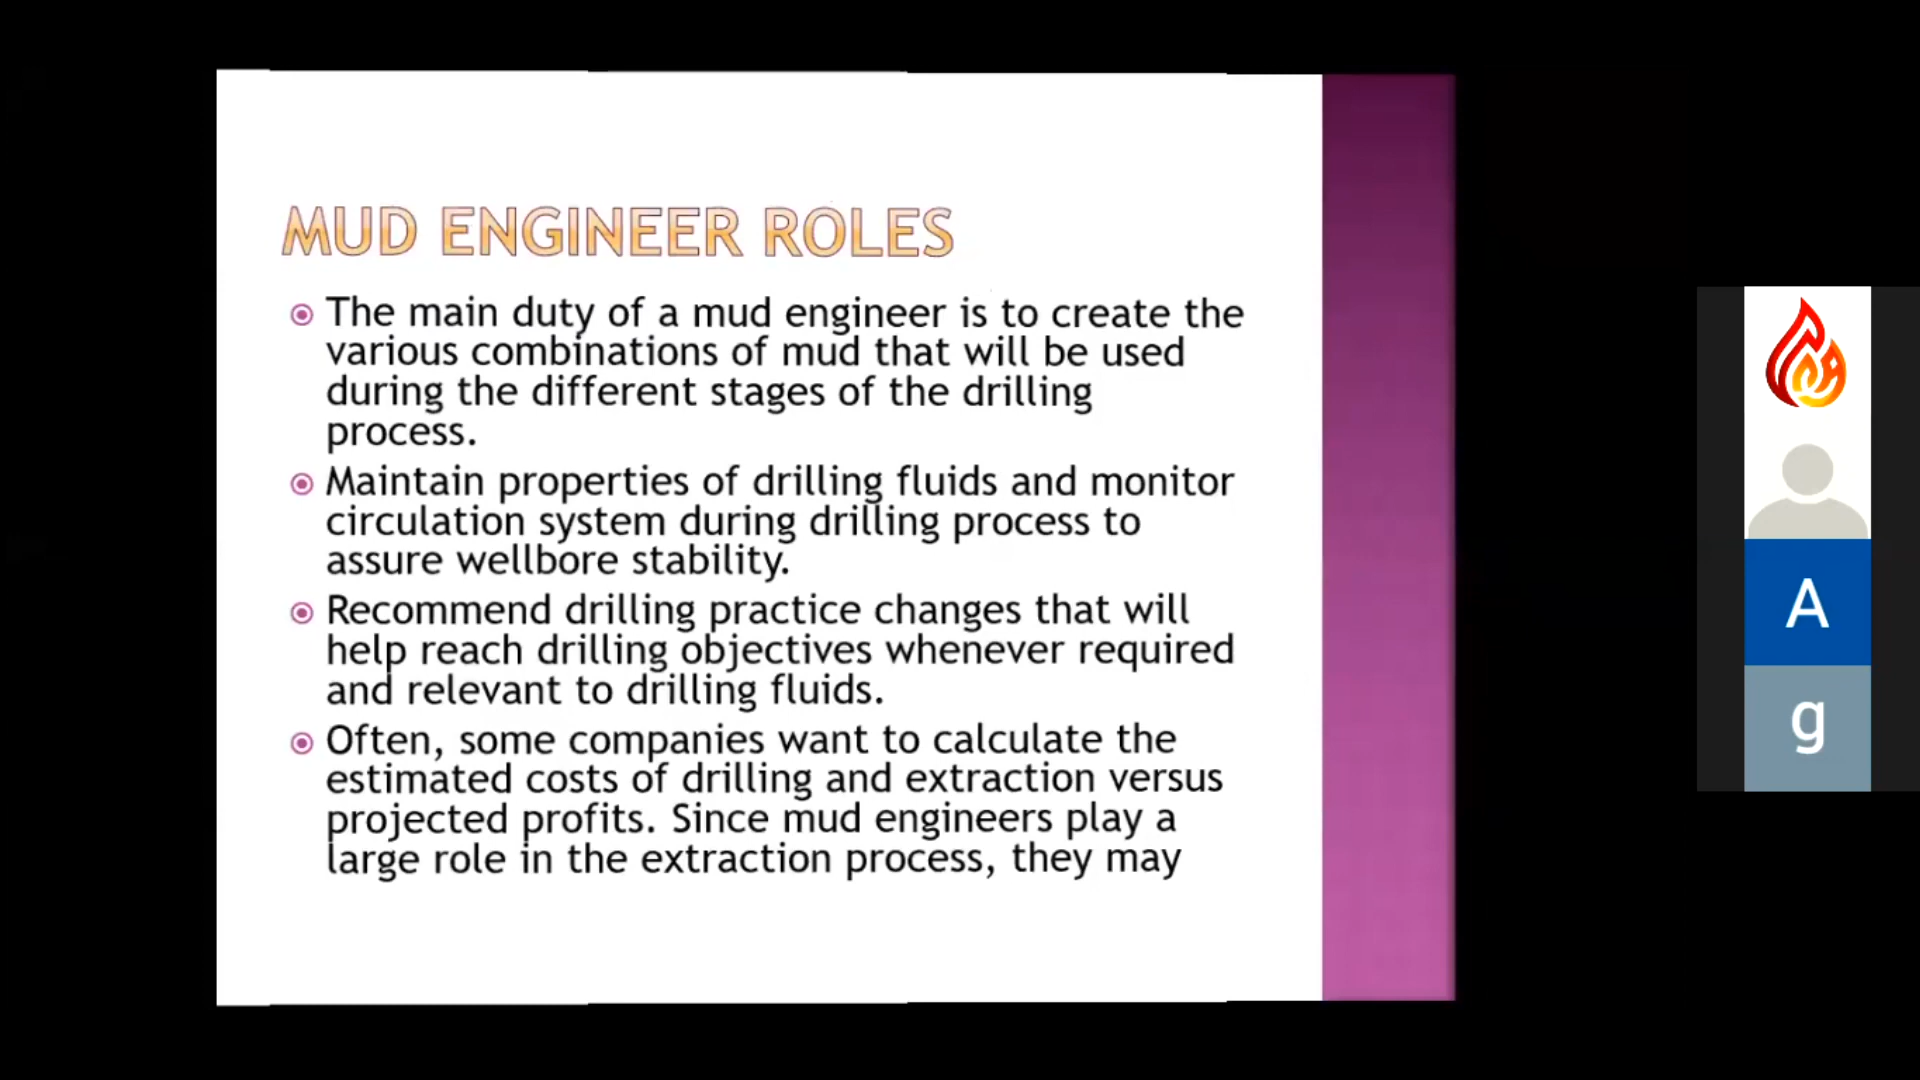 MUD ENGINEER ROLES
The main duty of a mud engineer is to create the
various combinations of mud that will be used
during the different stages of the drilling
process.
Maintain properties of drilling fluids and monitor
circulation system during drilling process to
assure wellbore stability.
Recommend drilling practice changes that will
help reach drilling objectives whenever required
and relevant to drilling fluids.
Often, some companies want to calculate the
estimated costs of drilling and extraction versus
projected profits. Since mud engineers play a
large role in the extraction process, they may
A
g